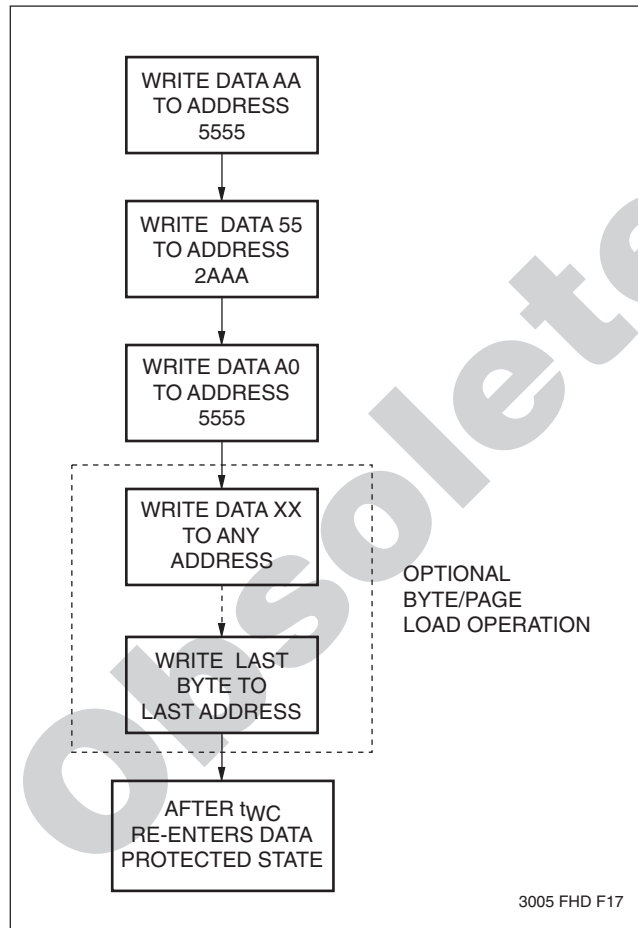 WRITE DATA AA
TO ADDRESS
5555
WRITE DATA 55
TO ADDRESS
2AAA
WRITE DATA A0
TO ADDRESS
5555
WRITE DATA XX
TO ANY
ADDRESS
OPTIONAL
BYTE/PAGE
LOAD OPERATION
WRITE LAST
BYTE TO
LAST ADDRESS
AFTER tWC
RE-ENTERS DATA
PROTECTED STATE
3005 FHD F17
Obsolete